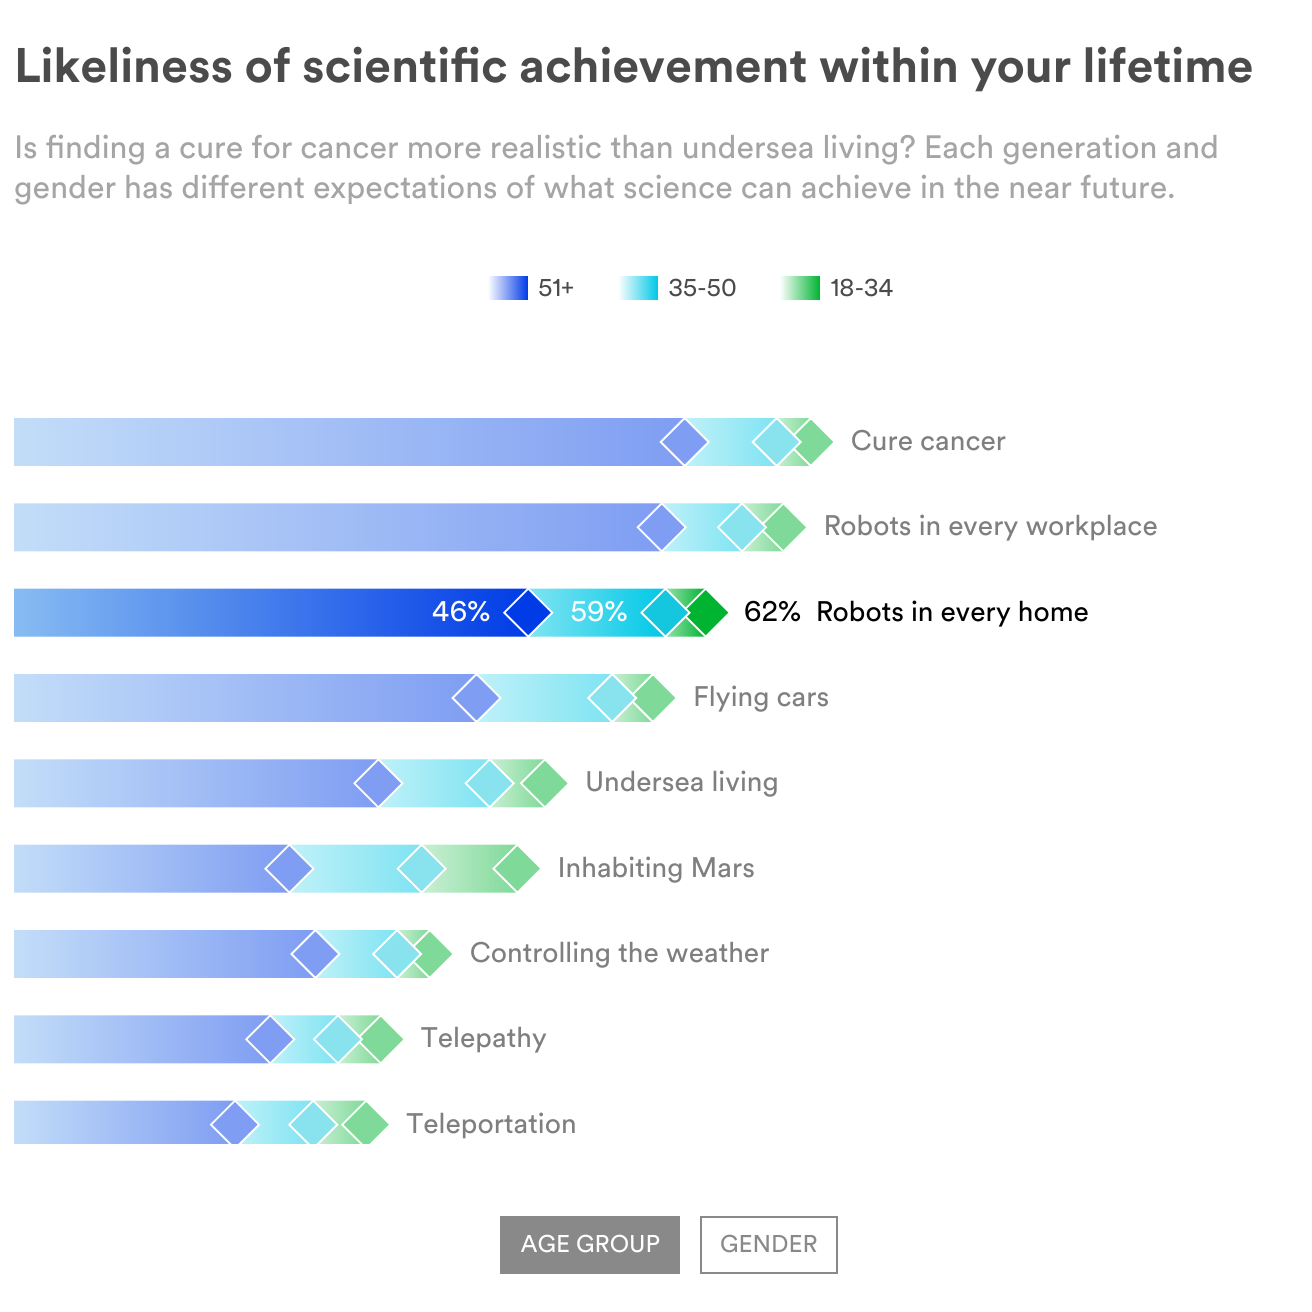 Likeliness of scientific achievement within your lifetime
Is finding a cure for cancer more realistic than undersea living? Each generation and
gender has different expectations of what science can achieve in the near future.
51+ 35-50 18-34
Cure cancer
Robots in every workplace
46% 59% 62% Robots in every home
Flying cars
Undersea living
Inhabiting Mars
Controlling the weather
Telepathy
Teleportation
AGE GROUP GENDER